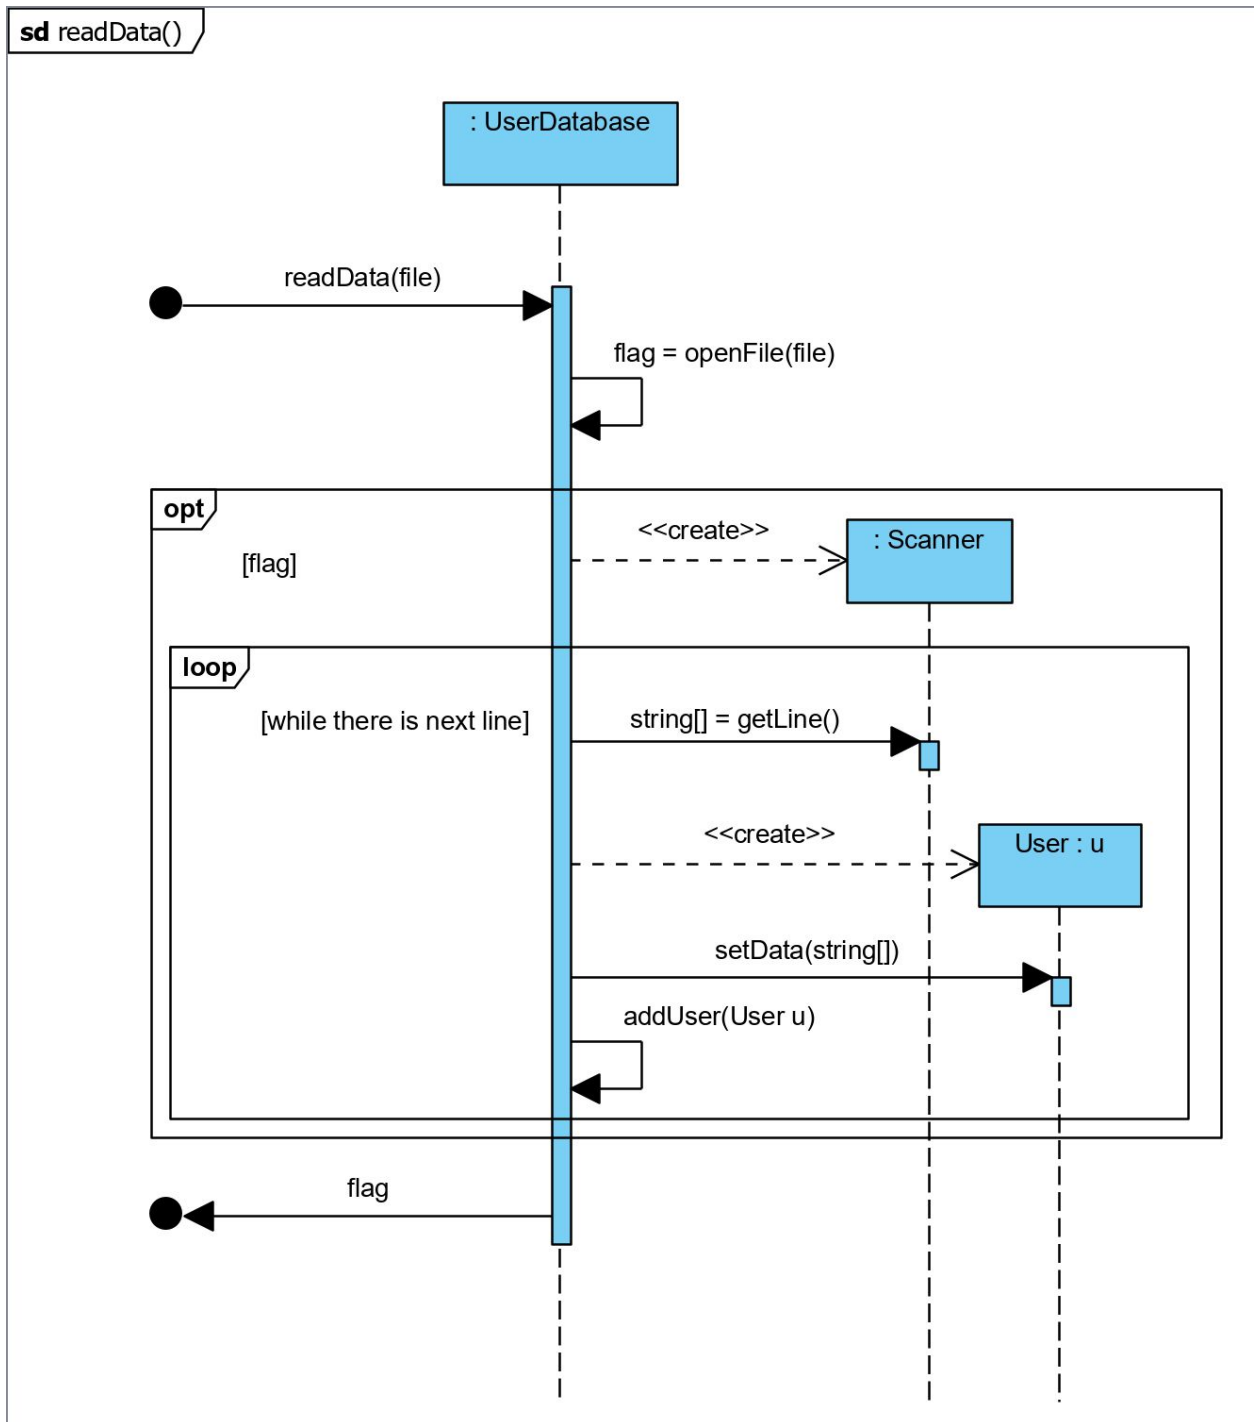 sd readData()
: UserDatabase
readData(file)
flag = openFile(file)
opt
<<create>>
: Scanner
[flag]
loop
[while there is next line]
string[] = getLine()
<<create>>
User : u
setData(string[])
addUser(User u)
flag